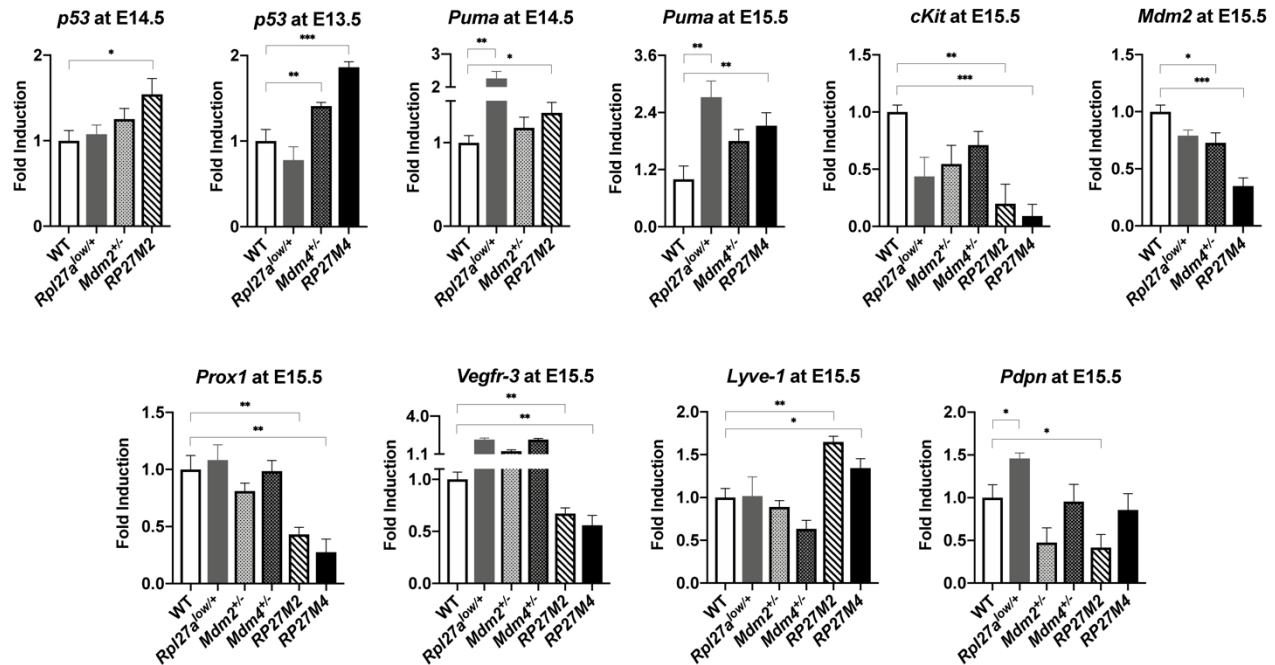 p53 at E14.5
Fold Induction
2
1
0
*
WT
Rpl27a^low/+
Mdm2^+/-
RP27M2
p53 at E13.5
Fold Induction
2
1
0
***
**
WT
Rpl27a^low/+
Mdm4^+/-
RP27M4
Puma at E14.5
Fold Induction
3
2
1
0
**
*
WT
Rpl27a^low/+
Mdm2^+/-
RP27M2
Puma at E15.5
Fold Induction
3.6
2.4
1.2
0.0
**
**
WT
Rpl27a^low/+
Mdm4^+/-
RP27M4
cKit at E15.5
Fold Induction
1.5
1.0
0.5
0.0
**
***
WT
Rpl27a^low/+
Mdm2^+/-
Mdm4^+/-
RP27M2
RP27M4
Mdm2 at E15.5
Fold Induction
1.5
1.0
0.5
0.0
*
***
WT
Rpl27a^low/+
Mdm4^+/-
RP27M4
Prox1 at E15.5
Fold Induction
1.5
1.0
0.5
0.0
**
**
WT
Rpl27a^low/+
Mdm2^+/-
Mdm4^+/-
RP27M2
RP27M4
Vegfr-3 at E15.5
Fold Induction
4.0
1.1
1.0
0.5
0.0
**
**
WT
Rpl27a^low/+
Mdm2^+/-
Mdm4^+/-
RP27M2
RP27M4
Lyve-1 at E15.5
Fold Induction
2.0
1.5
1.0
0.5
0.0
**
*
WT
Rpl27a^low/+
Mdm2^+/-
Mdm4^+/-
RP27M2
RP27M4
Pdpn at E15.5
Fold Induction
2.0
1.5
1.0
0.5
0.0
*
*
WT
Rpl27a^low/+
Mdm2^+/-
Mdm4^+/-
RP27M2
RP27M4